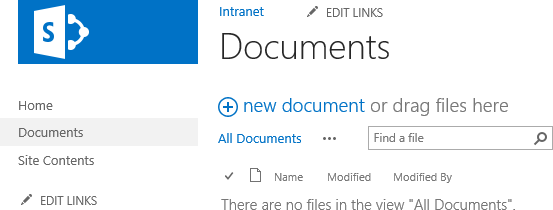 Intranet EDIT LINKS
Documents
Home
Documents
Site Contents
EDIT LINKS
new document or drag files here
All Documents ••• Find a file
Name Modified Modified By
There are no files in the view "All Documents".